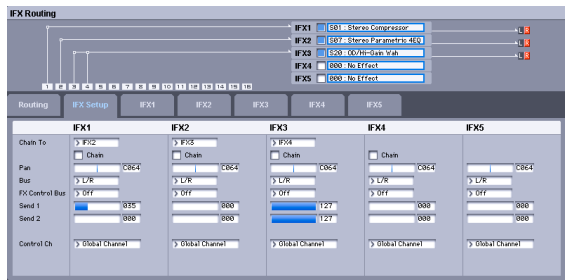 IFX Routing
IFX1 S01 : Stereo Compressor L R
IFX2 S07 : Stereo Parametric 4EQ L R
IFX3 S20 : OD/Hi-Gain Wah L R
IFX4 000 : No Effect
IFX5 000 : No Effect
1 2 3 4 5 6 7 8 9 10 11 12 13 14 15 16
Routing IFX Setup IFX1 IFX2 IFX3 IFX4 IFX5
IFX1 IFX2 IFX3 IFX4 IFX5
Chain To IFX2 IFX3 IFX4
Chain Chain Chain Chain
Pan C064 C064 C064 C064 C064
Bus L/R L/R L/R L/R L/R
FX Control Bus Off Off Off Off Off
Send 1 035 000 127 000 000
Send 2 000 127 000 000
Control Ch Global Channel Global Channel Global Channel Global Channel Global Channel